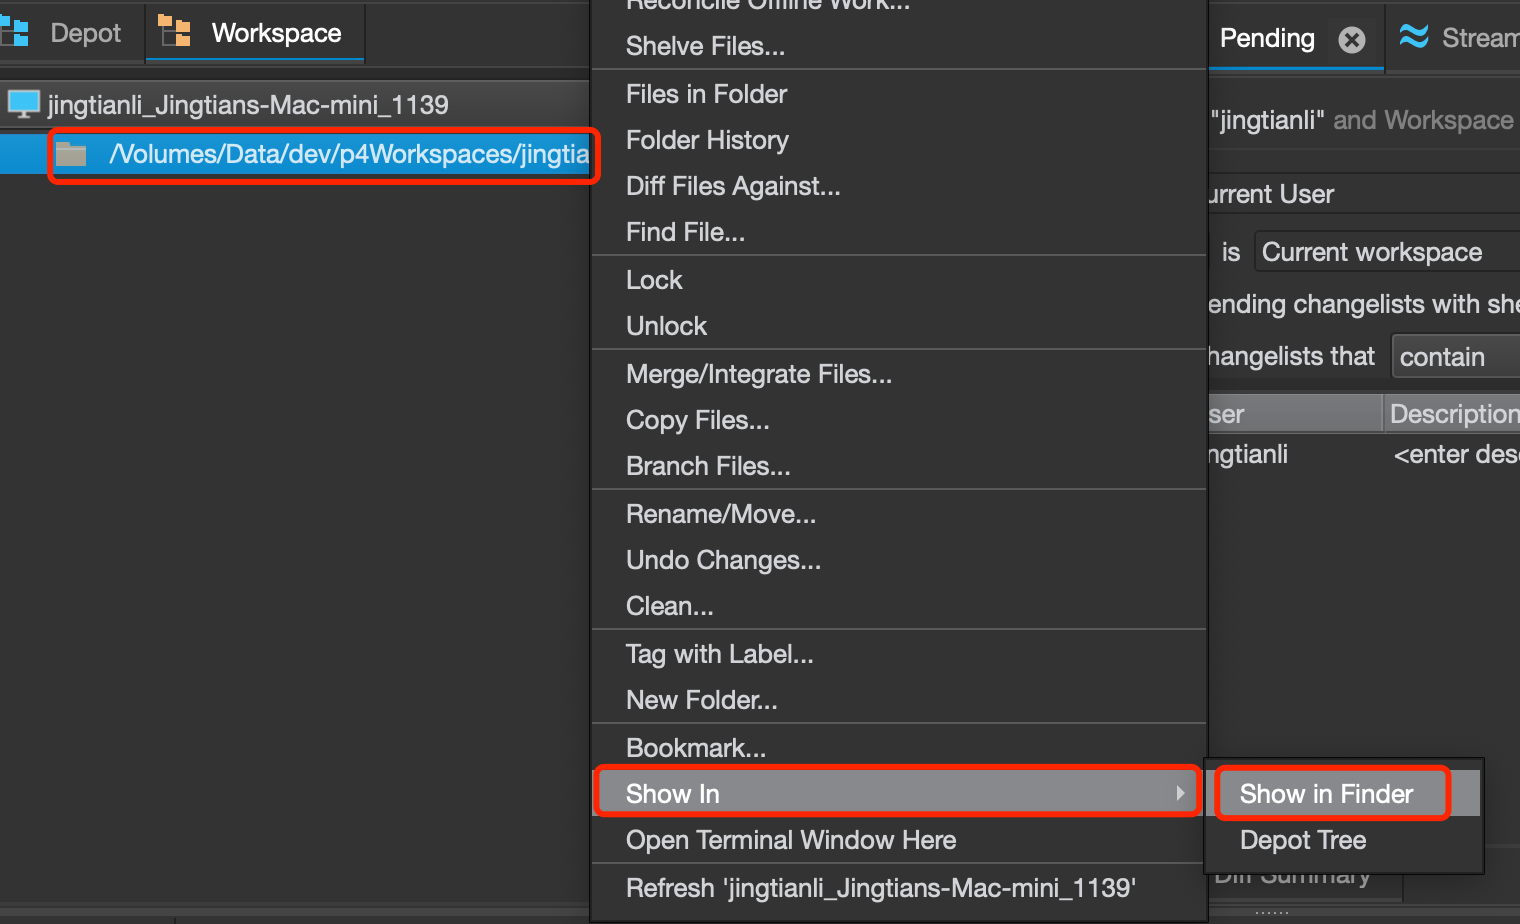 Depot
Workspace
jingtianli_Jingtians-Mac-mini_1139
/Volumes/Data/dev/p4Workspaces/jingtia
Reconcile Offline Work...
Shelve Files...
Files in Folder
Folder History
Diff Files Against...
Find File...
Lock
Unlock
Merge/Integrate Files...
Copy Files...
Branch Files...
Rename/Move...
Undo Changes...
Clean...
Tag with Label...
New Folder...
Bookmark...
Show In
Open Terminal Window Here
Refresh 'jingtianli_Jingtians-Mac-mini_1139'
Show in Finder
Depot Tree
Pending
Stream
"jingtianli" and Workspace
urrent User
is Current workspace
ending changelists with she
hangelists that contain
ser Description
ngtianli <enter desc
Diff Summary